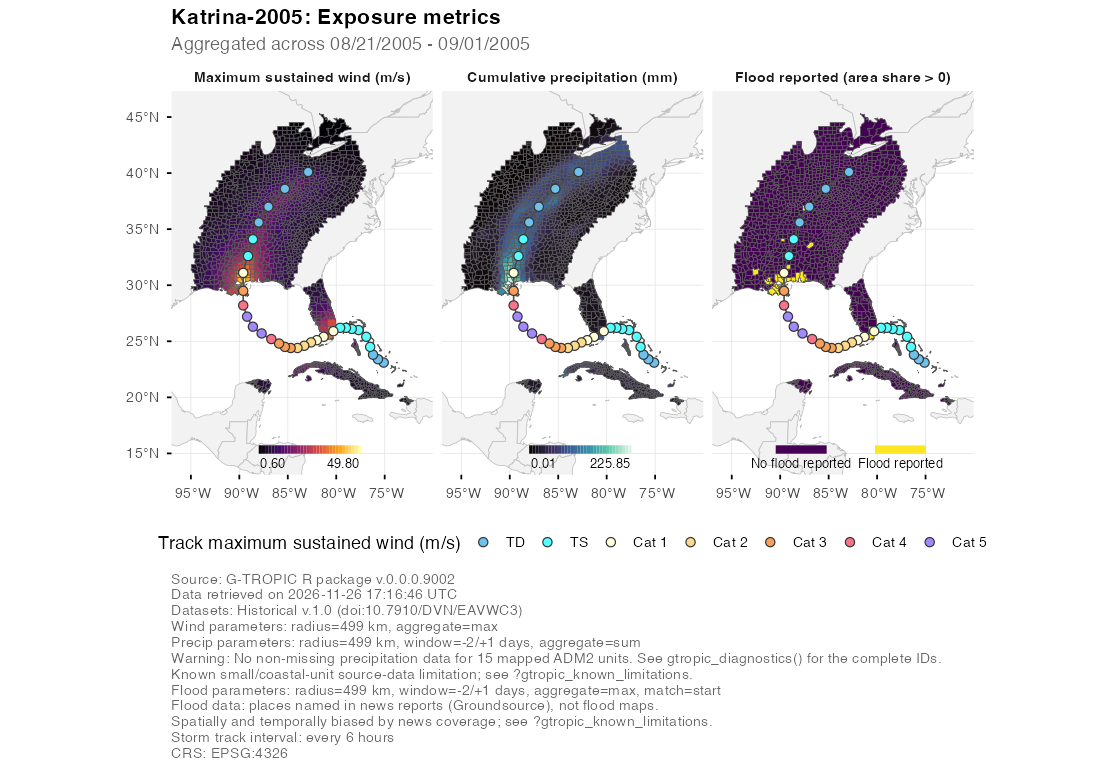 Katrina-2005: Exposure metrics
Aggregated across 08/21/2005 - 09/01/2005
Maximum sustained wind (m/s) Cumulative precipitation (mm) Flood reported (area share > 0)
45°N
40°N
35°N
30°N
25°N
20°N
15°N
0.60 49.80 0.01 225.85 No flood reported Flood reported
95°W 90°W 85°W 80°W 75°W 95°W 90°W 85°W 80°W 75°W 95°W 90°W 85°W 80°W 75°W
Track maximum sustained wind (m/s) TD TS Cat 1 Cat 2 Cat 3 Cat 4 Cat 5
Source: G-TROPIC R package v.0.0.0.9002
Data retrieved on 2026-11-26 17:16:46 UTC
Datasets: Historical v.1.0 (doi:10.7910/DVN/EAVWC3)
Wind parameters: radius=499 km, aggregate=max
Precip parameters: radius=499 km, window=-2/+1 days, aggregate=sum
Warning: No non-missing precipitation data for 15 mapped ADM2 units. See gtropic_diagnostics() for the complete IDs.
Known small/coastal-unit source-data limitation; see ?gtropic_known_limitations.
Flood parameters: radius=499 km, window=-2/+1 days, aggregate=max, match=start
Flood data: places named in news reports (Groundsource), not flood maps.
Spatially and temporally biased by news coverage; see ?gtropic_known_limitations.
Storm track interval: every 6 hours
CRS: EPSG:4326